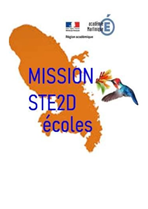 académie
Martinique
Région académique
MISSION
STE2D
écoles